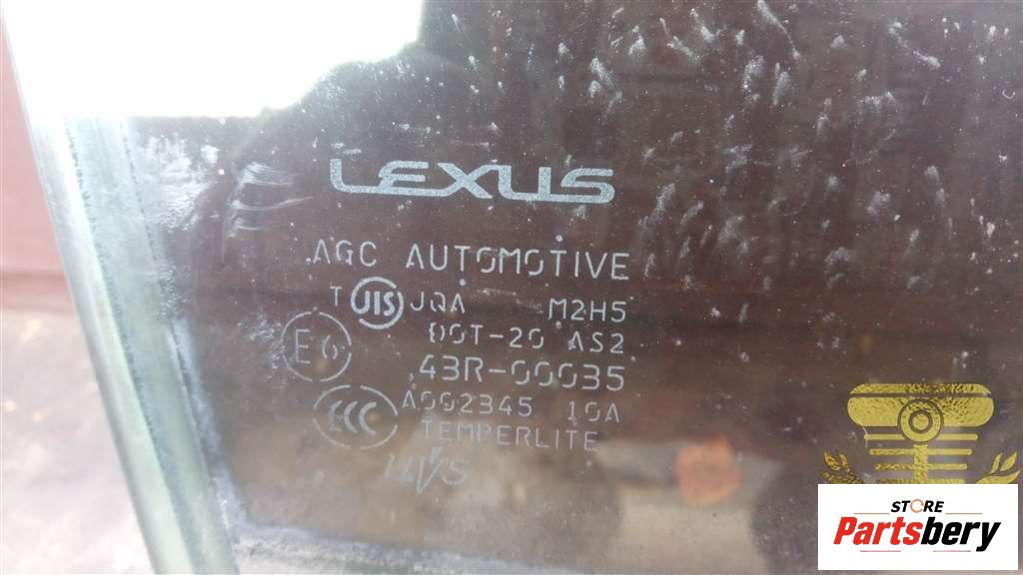 LEXUS
AGC AUTOMOTIVE
T JIS JQA M2H5
DOT-20 AS2
E6 43R-00035
CCC A002345 10A
TEMPERLITE
STORE
Partsbery